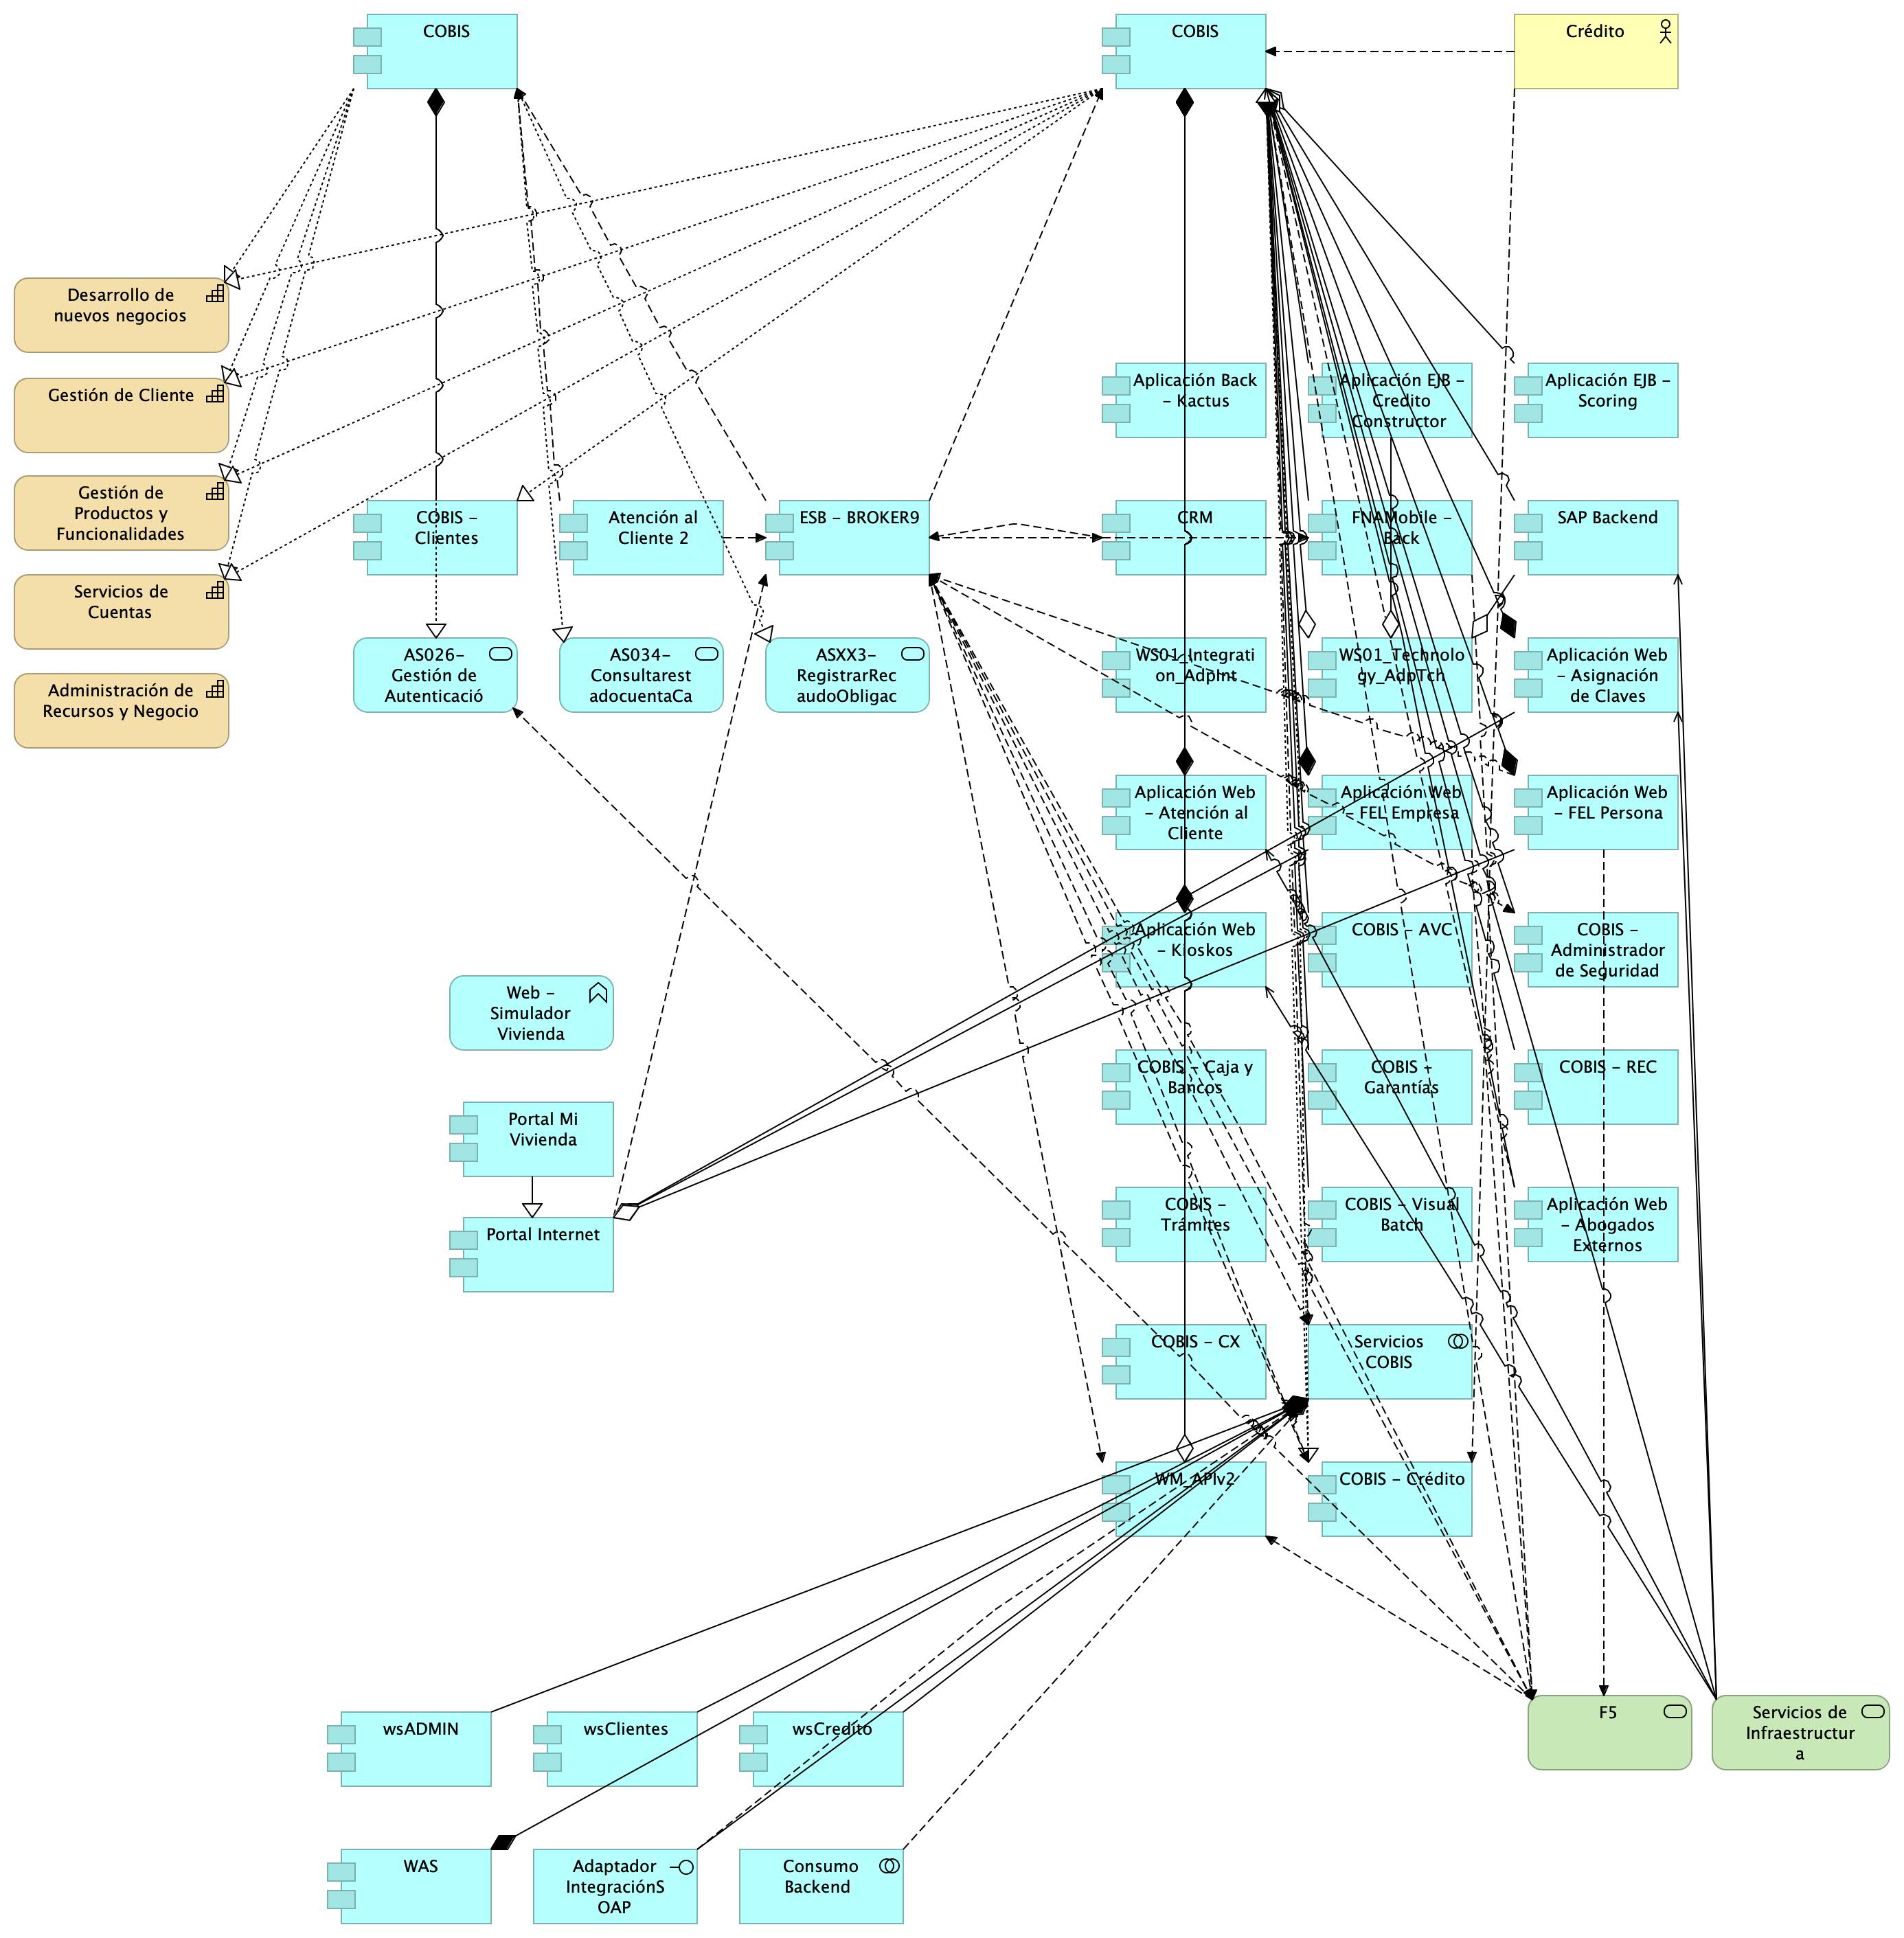 COBIS
COBIS
Crédito
Desarrollo de
nuevos negocios
Gestión de Cliente
Gestión de
Productos y
Funcionalidades
Servicios de
Cuentas
Administración de
Recursos y Negocio
Aplicación Back
– Kactus
Aplicación EJB –
Credito
Constructor
Aplicación EJB –
Scoring
COBIS –
Clientes
Atención al
Cliente 2
ESB – BROKER9
CRM
FNAMobile –
Back
SAP Backend
AS026–
Gestión de
Autenticació
AS034–
Consultarest
adocuentaCa
ASXX3–
RegistrarRec
audoObligac
WS01_Integrati
on_AdpInt
WS01_Technolo
gy_AdpTch
Aplicación Web
– Asignación
de Claves
Aplicación Web
– Atención al
Cliente
Aplicación Web
– FEL Empresa
Aplicación Web
– FEL Persona
Aplicación Web
– Kioskos
COBIS – AVC
COBIS –
Administrador
de Seguridad
Web –
Simulador
Vivienda
COBIS – Caja y
Bancos
COBIS –
Garantías
COBIS – REC
Portal Mi
Vivienda
Portal Internet
COBIS –
Trámites
COBIS – Visual
Batch
Aplicación Web
– Abogados
Externos
COBIS – CX
Servicios
COBIS
WM_APIv2
COBIS – Crédito
wsADMIN
wsClientes
wsCredito
F5
Servicios de
Infraestructur
a
WAS
Adaptador
IntegraciónS
OAP
Consumo
Backend